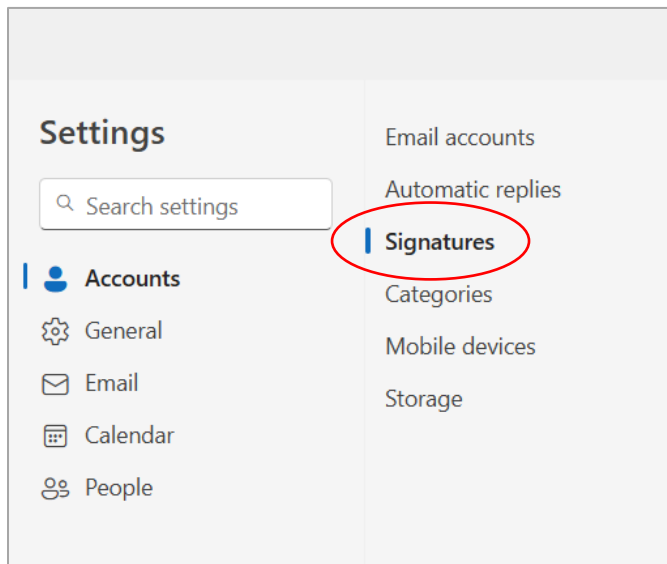 Settings
Search settings
Accounts
General
Email
Calendar
People
Email accounts
Automatic replies
Signatures
Categories
Mobile devices
Storage